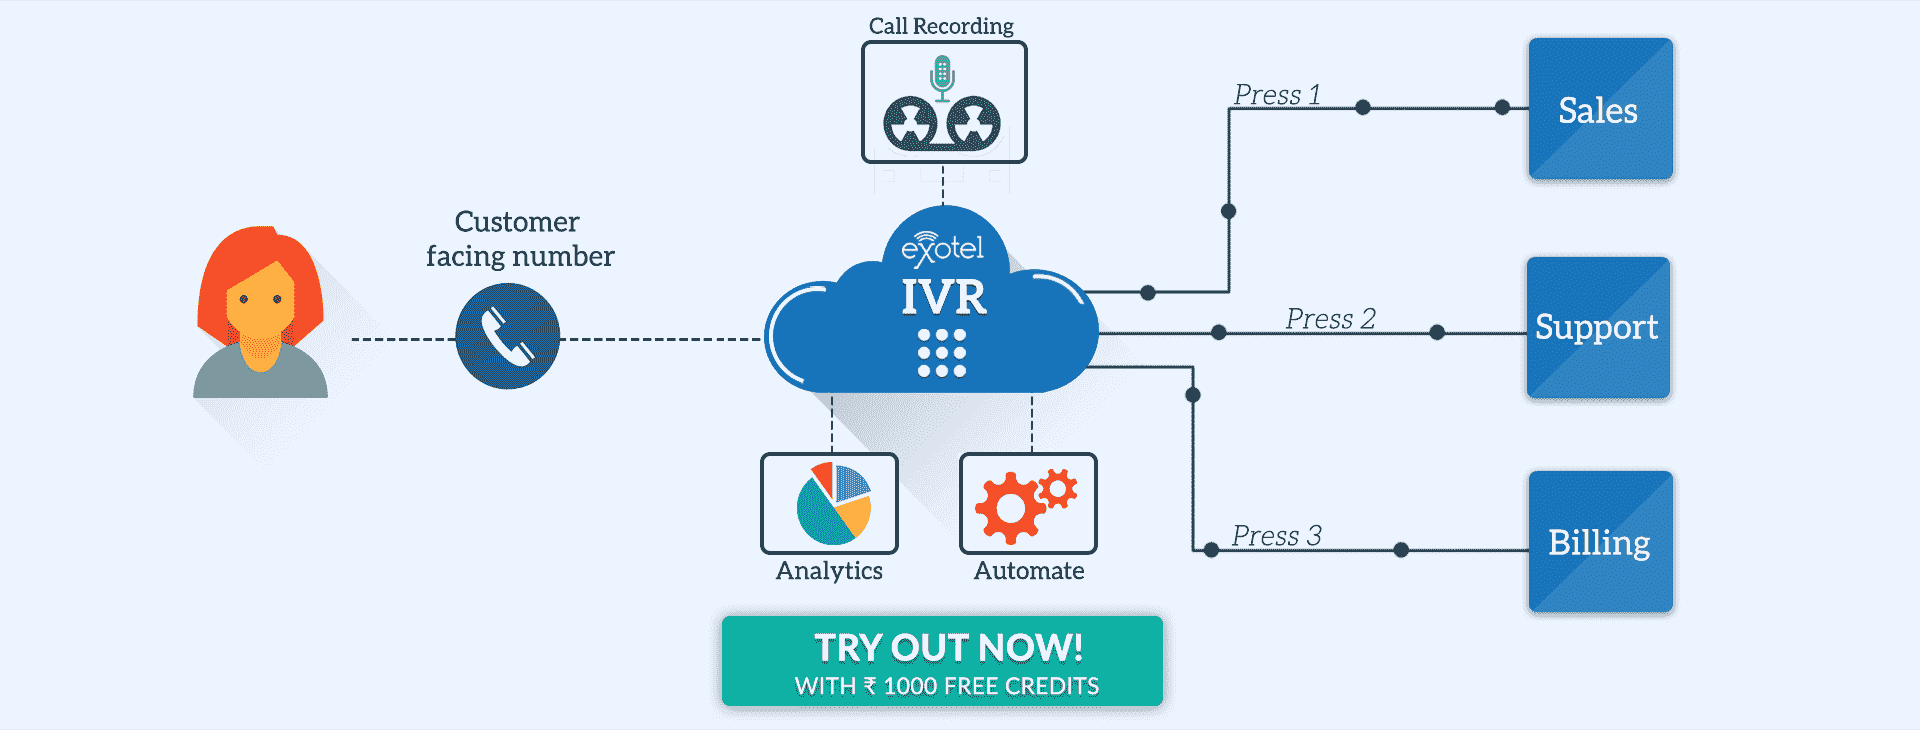 Call Recording
Press 1
Sales
Customer
facing number
exotel
IVR
Press 2
Support
Press 3
Billing
Analytics
Automate
TRY OUT NOW!
WITH ₹ 1000 FREE CREDITS